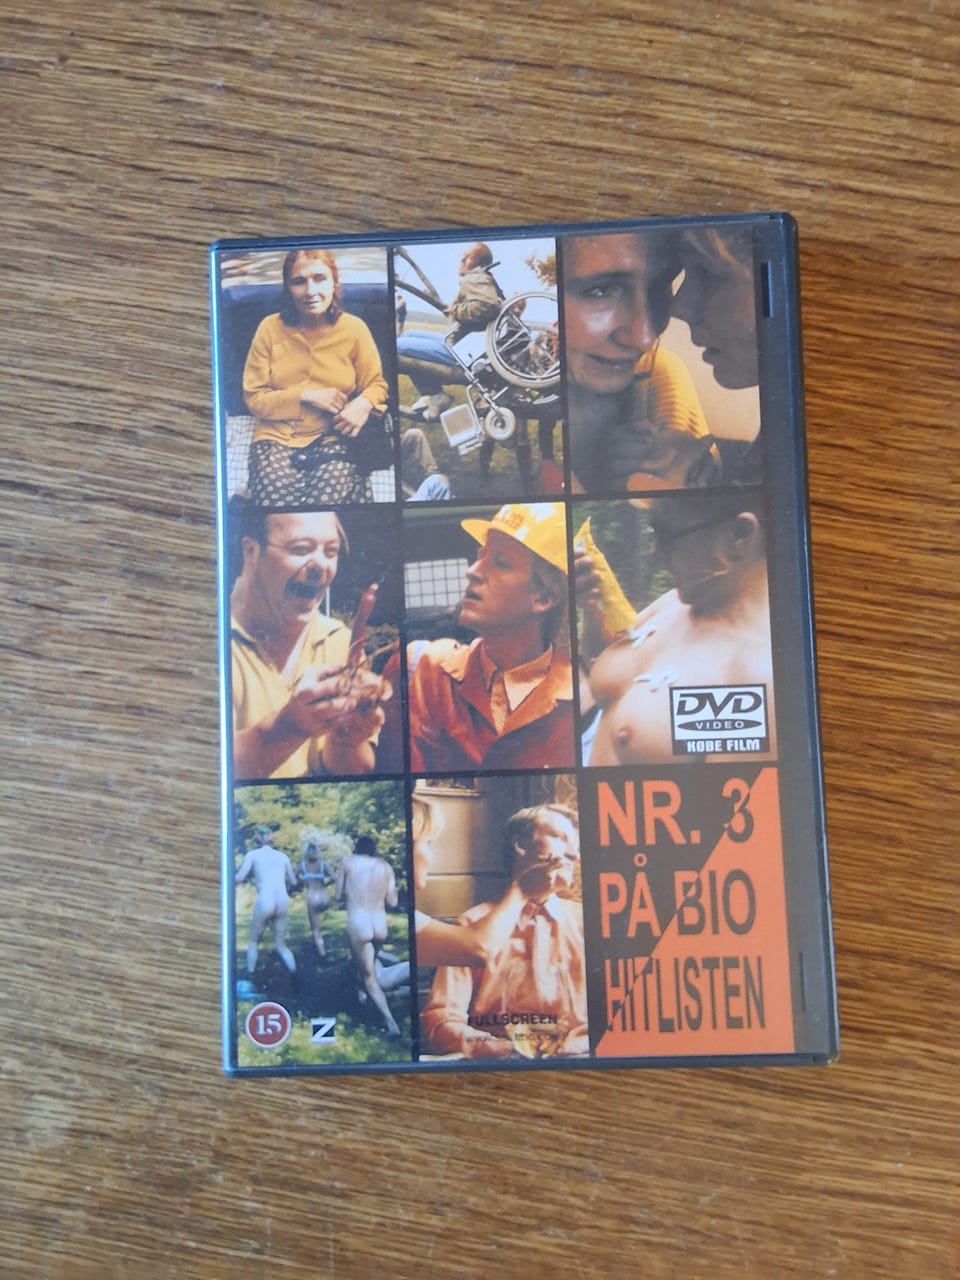 DVD
VIDEO
KØBE FILM
NR. 3
PÅ BIO
HITLISTEN
15
Z
FULLSCREEN